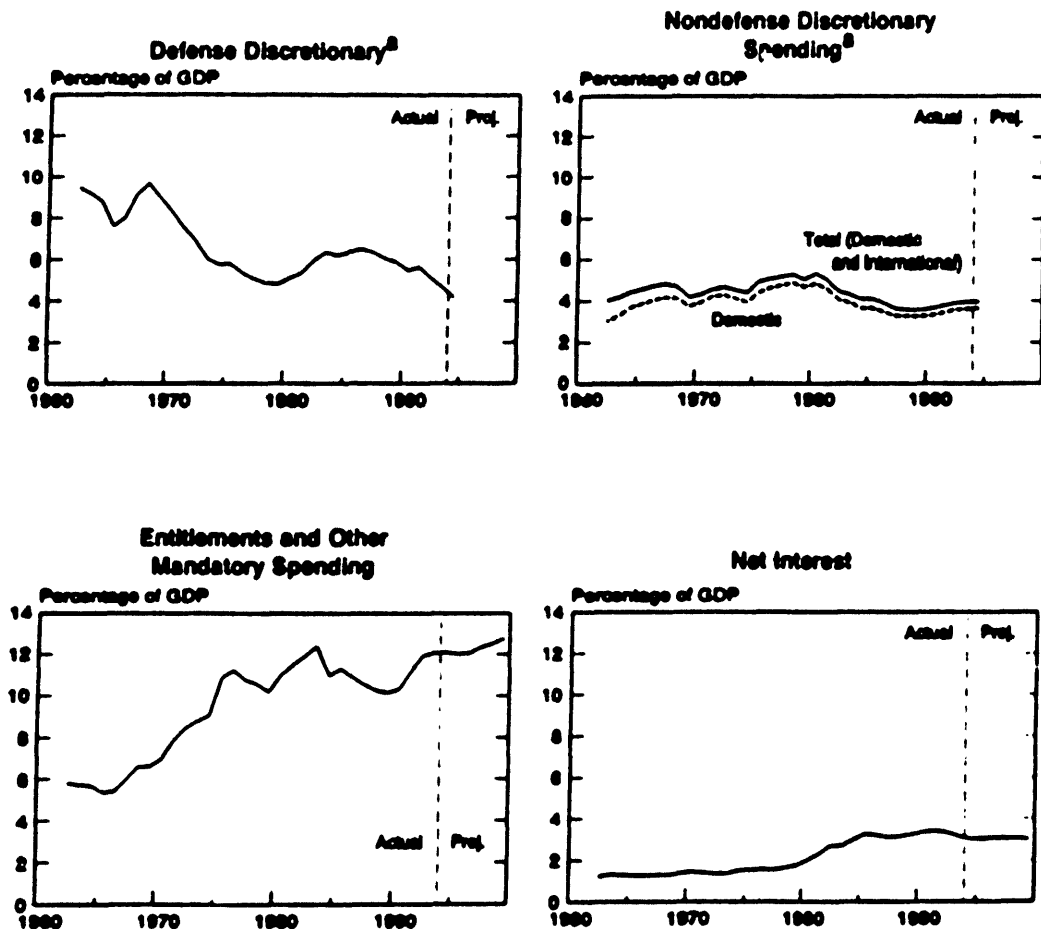 Defense Discretionary a
Percentage of GDP
14
12
10
8
6
4
2
0
Actual Proj.
1960 1970 1980 1990
Nondefense Discretionary
Spending a
Percentage of GDP
14
12
10
8
6
4
2
0
Actual Proj.
Total (Domestic
and International)
Domestic
1960 1970 1980 1990
Entitlements and Other
Mandatory Spending
Percentage of GDP
14
12
10
8
6
4
2
0
Actual Proj.
1960 1970 1980 1990
Net Interest
Percentage of GDP
14
12
10
8
6
4
2
0
Actual Proj.
1960 1970 1980 1990